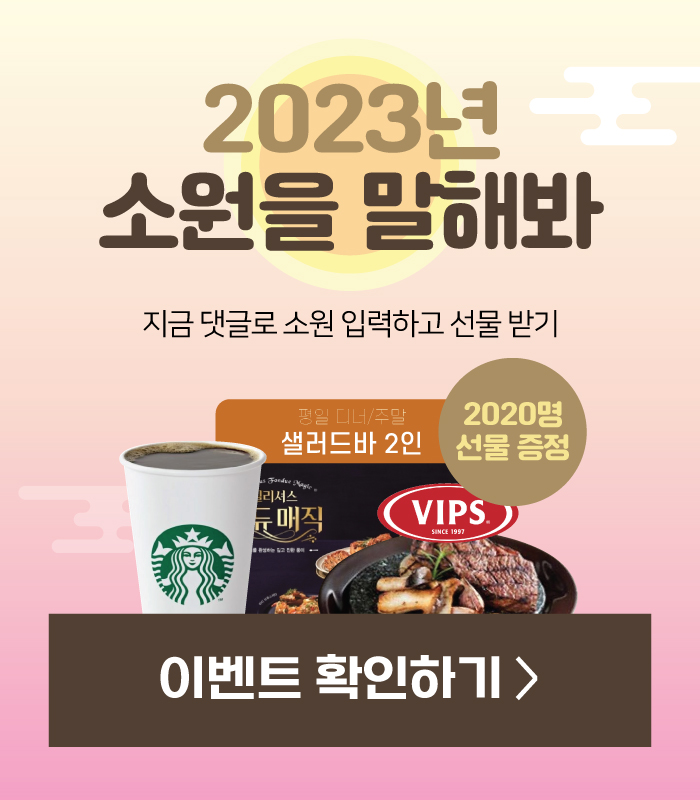 2023년
소원을 말해봐
지금 댓글로 소원 입력하고 선물 받기
2020명
선물 증정
평일 디너/주말
샐러드바 2인
매직
VIPS
SINCE 1997
이벤트 확인하기 >